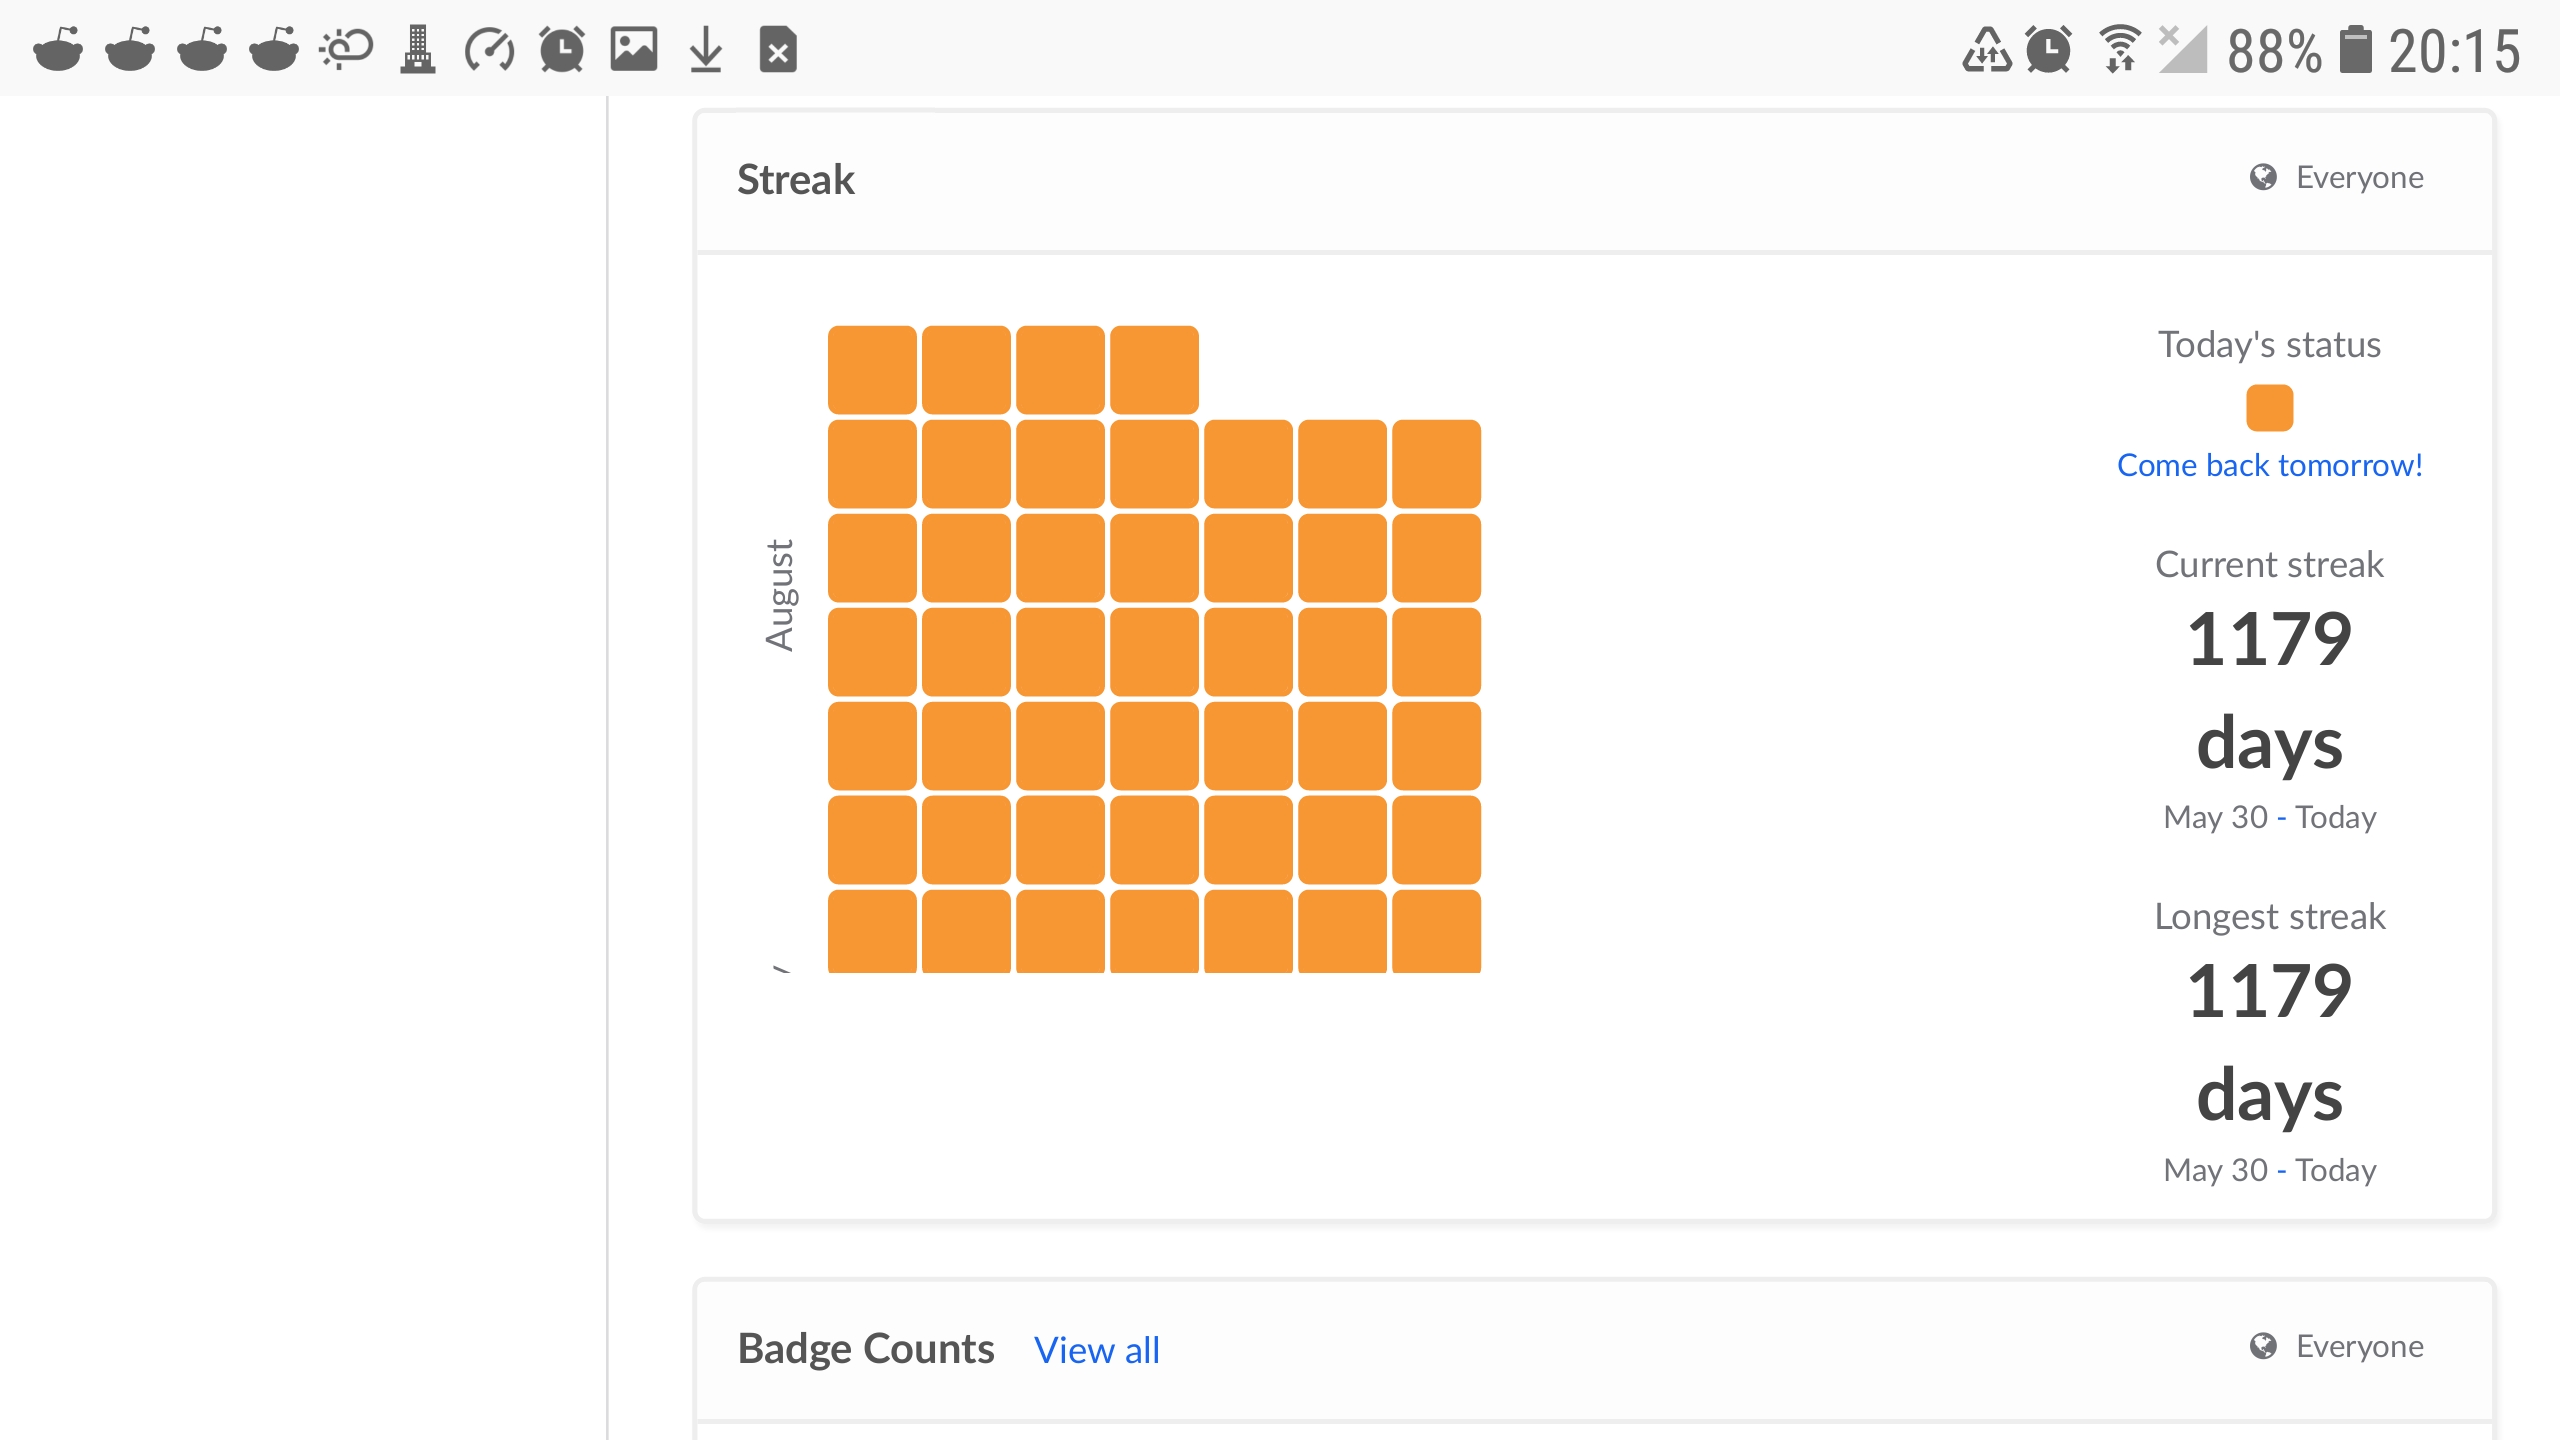 88% 20:15
Streak
Everyone
August
Today's status
Come back tomorrow!
Current streak
1179
days
May 30 - Today
Longest streak
1179
days
May 30 - Today
Badge Counts View all
Everyone